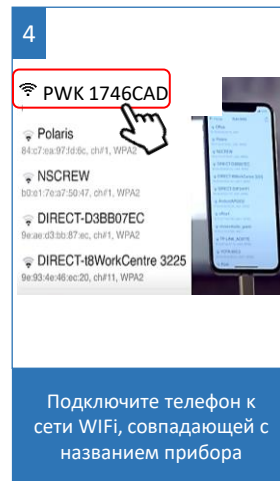 4
PWK 1746CAD
Polaris
84:c7:ea:97:fd:6c, ch#1, WPA2
NSCREW
b0:e1:7e:a7:50:47, ch#1, WPA2
DIRECT-D3BB07EC
9e:ae:d3:bb:87:ec, ch#1, WPA2
DIRECT-t8WorkCentre 3225
9e:93:4e:46:ec:20, ch#11, WPA2
Подключите телефон к
сети WIFi, совпадающей с
названием прибора